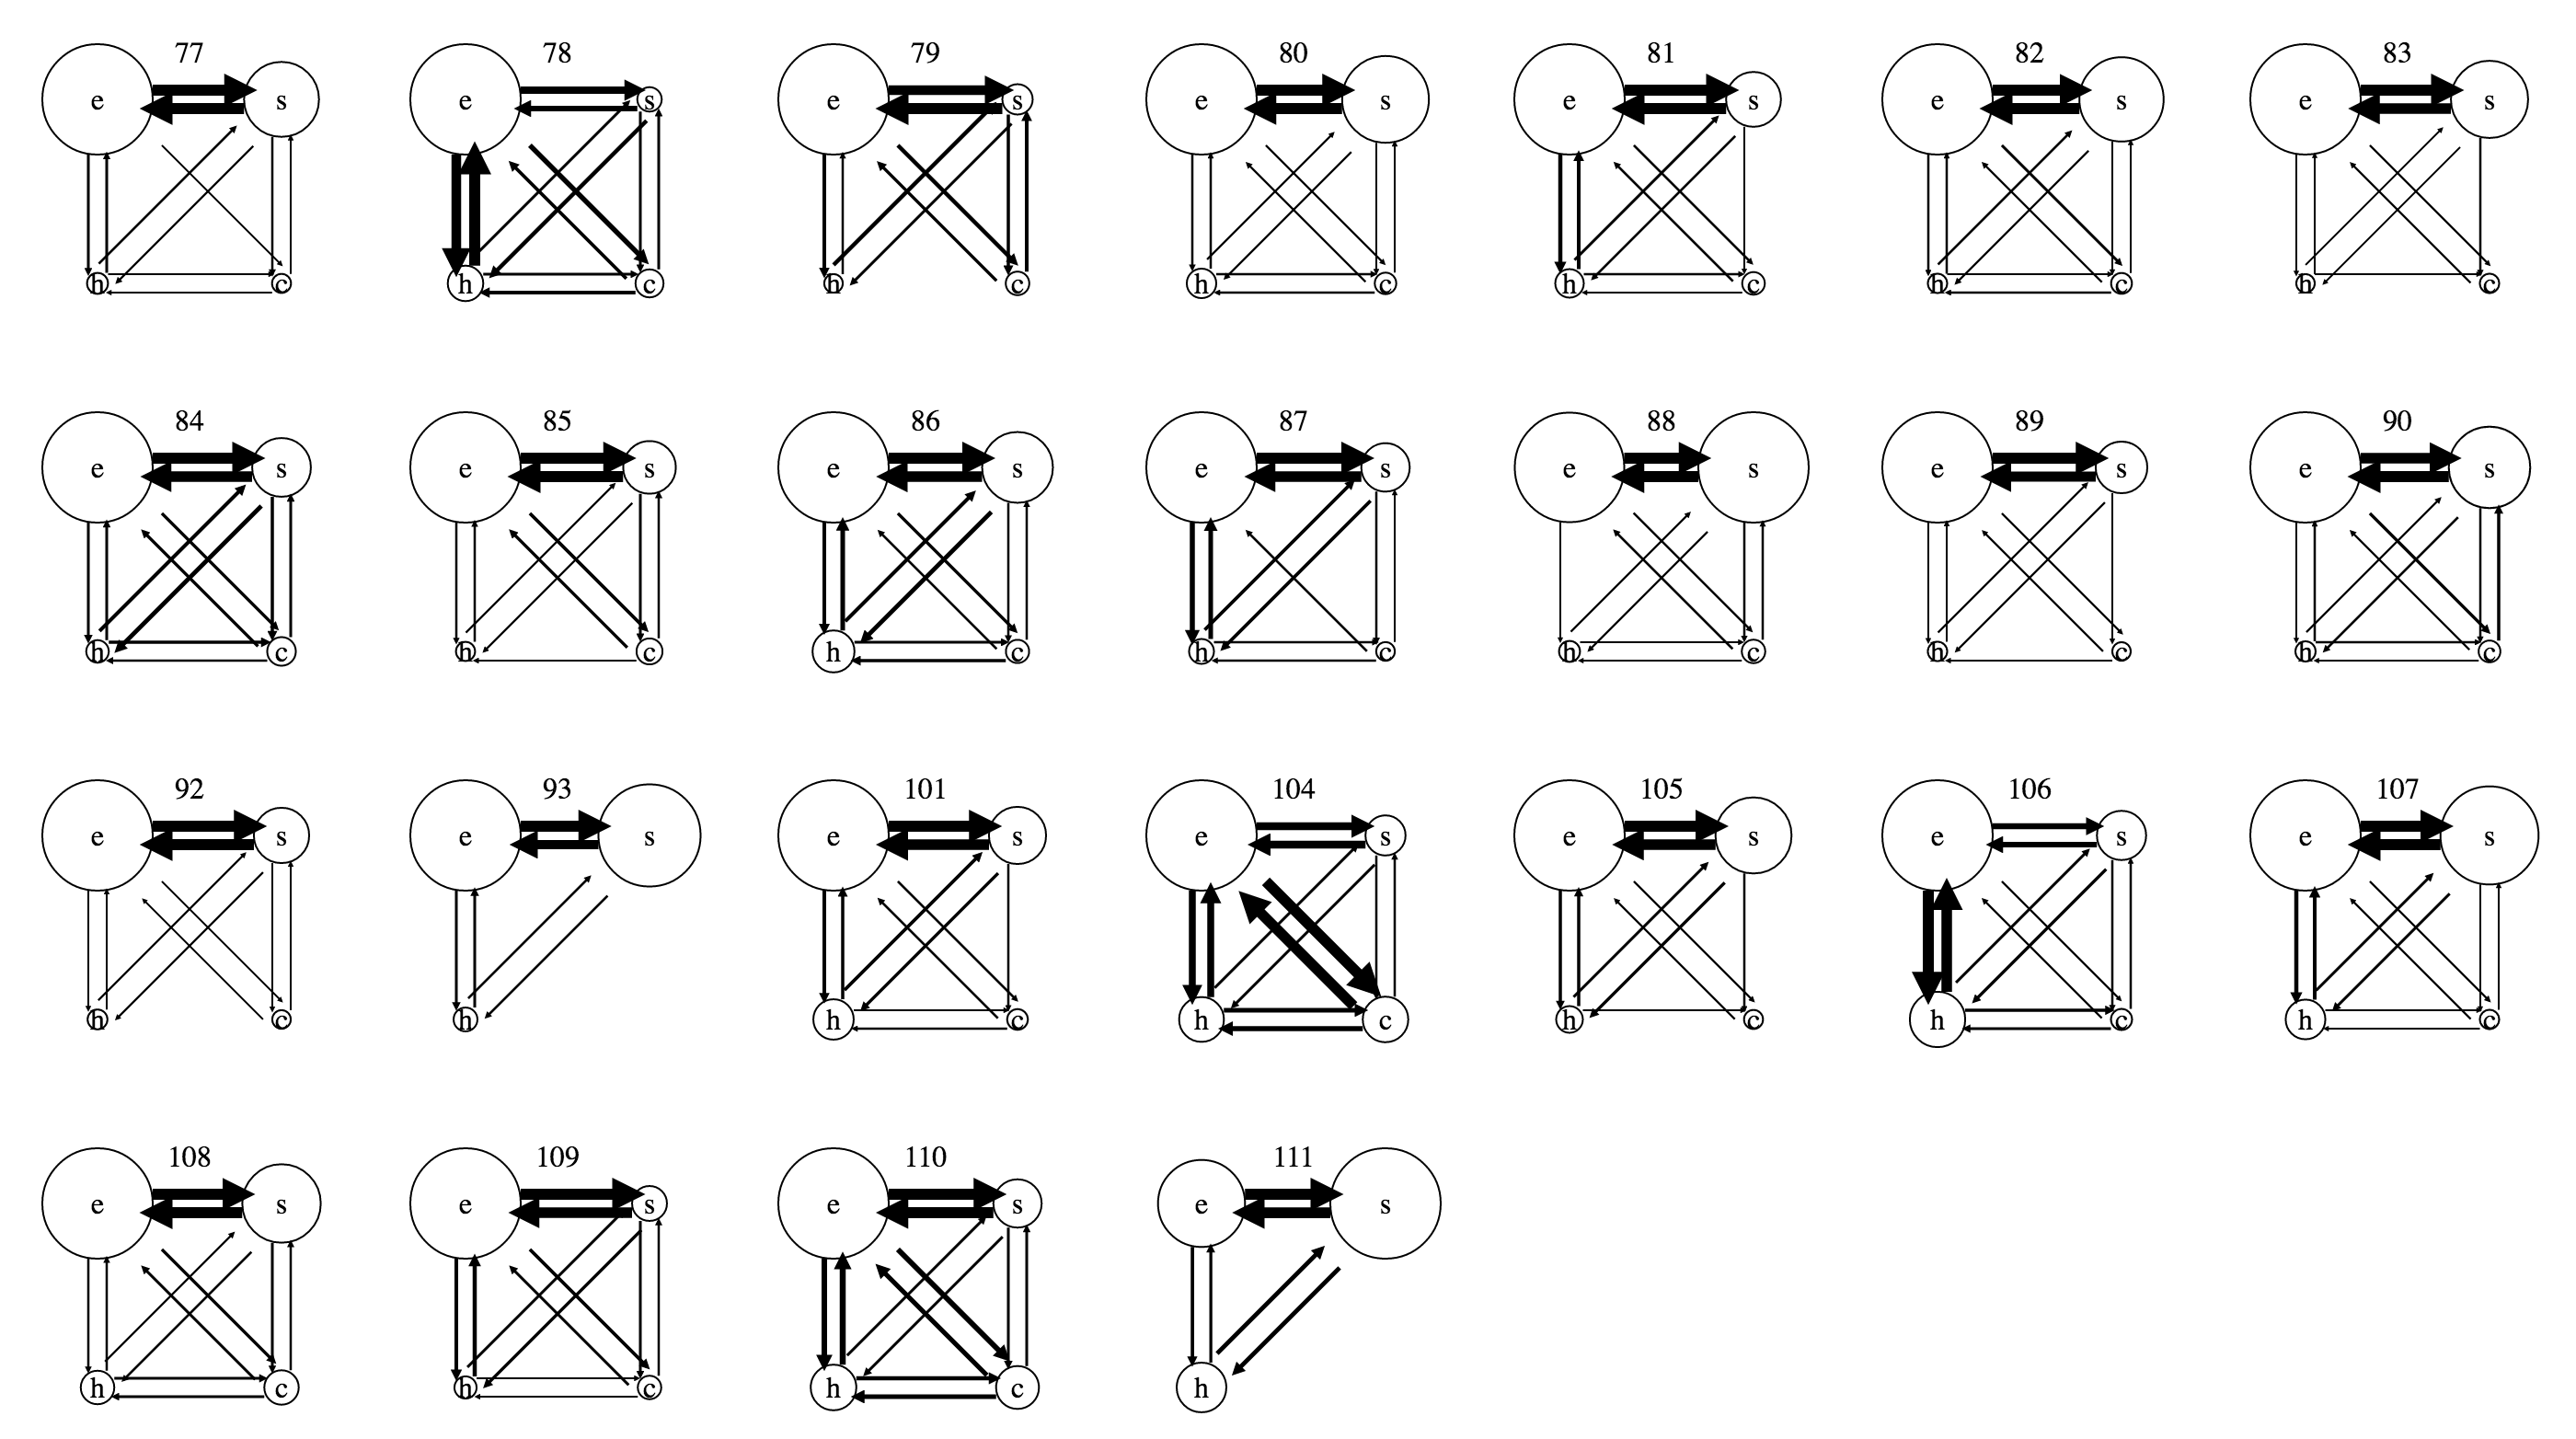 77 78 79 80 81 82 83
e s e s e s e s e s e s e s
h c h c h c h c h c h c h c
84 85 86 87 88 89 90
e s e s e s e s e s e s e s
h c h c h c h c h c h c h c
92 93 101 104 105 106 107
e s e s e s e s e s e s e s
h c h h c h c h c h c h c
108 109 110 111
e s e s e s e s
h c h c h c h